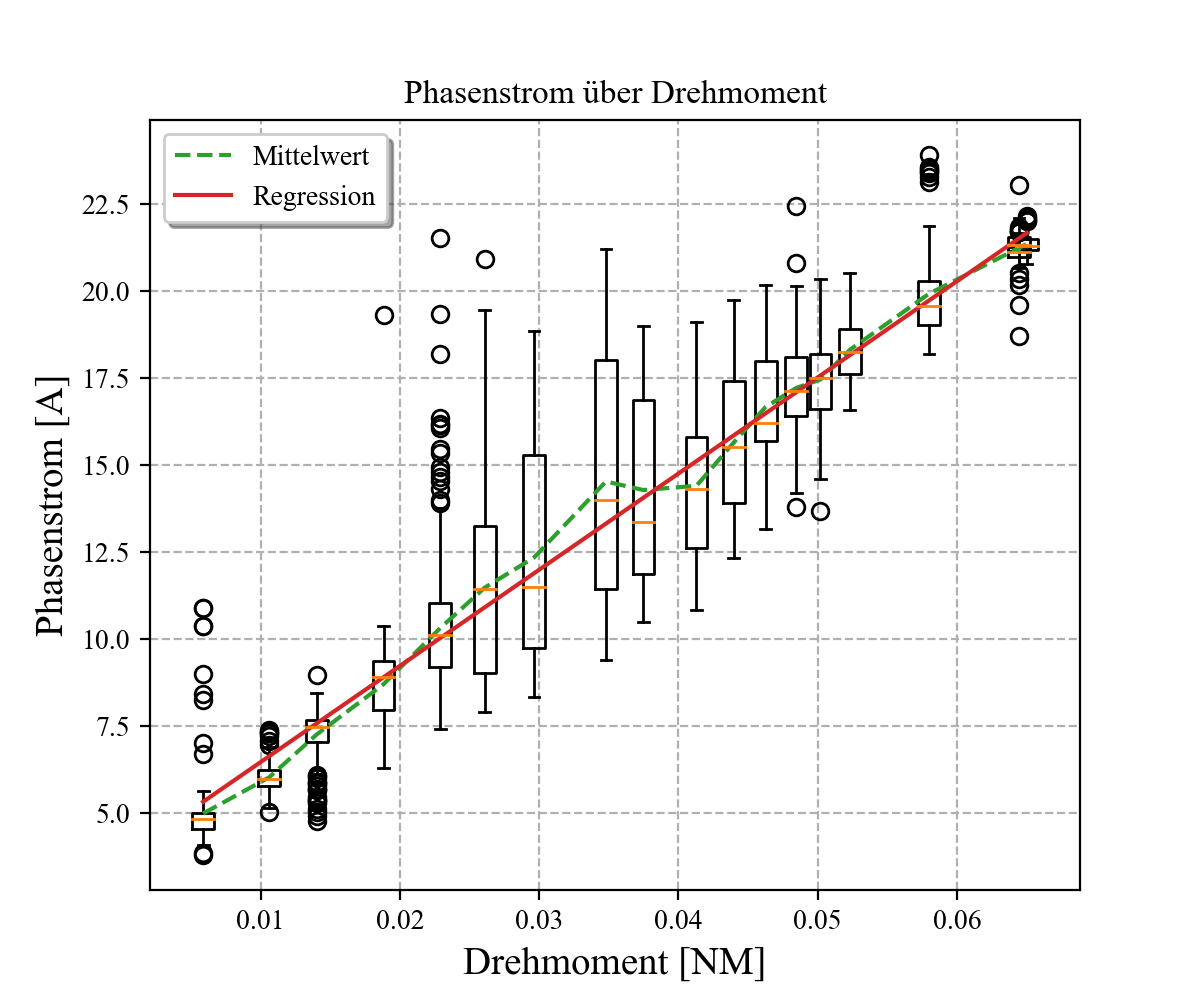 Phasenstrom über Drehmoment
Mittelwert
Regression
22.5
20.0
17.5
15.0
12.5
10.0
7.5
5.0
Phasenstrom [A]
0.01 0.02 0.03 0.04 0.05 0.06
Drehmoment [NM]